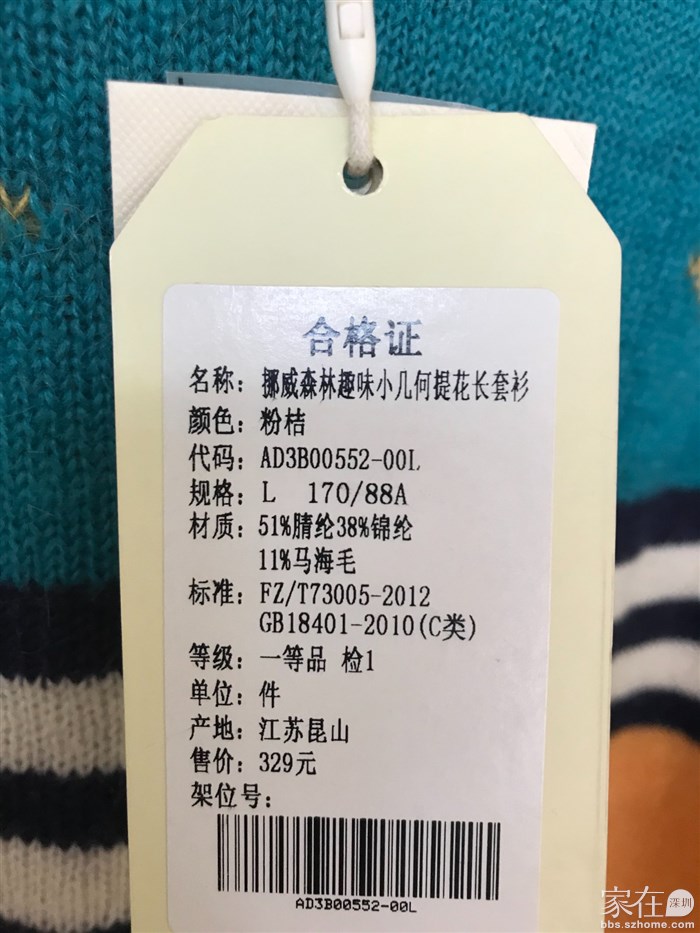 合格证
名称：挪威森林趣味小几何提花长套衫
颜色：粉桔
代码：AD3B00552-00L
规格：L 170/88A
材质：51%腈纶38%锦纶
11%马海毛
标准：FZ/T73005-2012
GB18401-2010(C类)
等级：一等品 检1
单位：件
产地：江苏昆山
售价：329元
架位号：
AD3B00552-00L
家在深圳
bbs.szhome.com